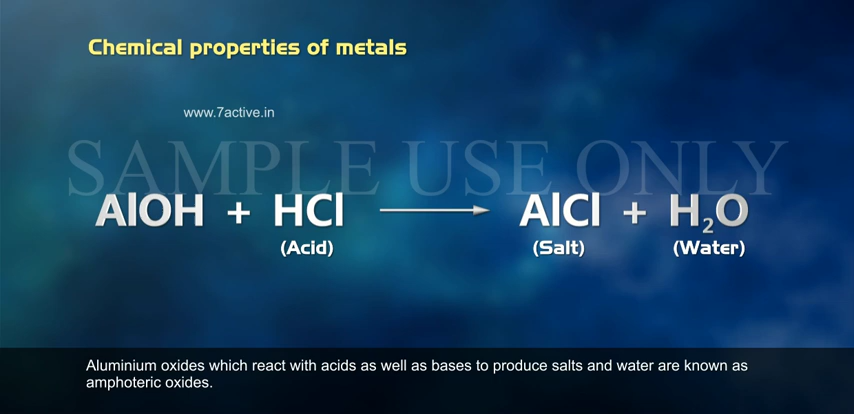 Chemical properties of metals
www.7active.in
SAMPLE USE ONLY
AlOH + HCl → AlCl + H₂O
(Acid) (Salt) (Water)
Aluminium oxides which react with acids as well as bases to produce salts and water are known as
amphoteric oxides.